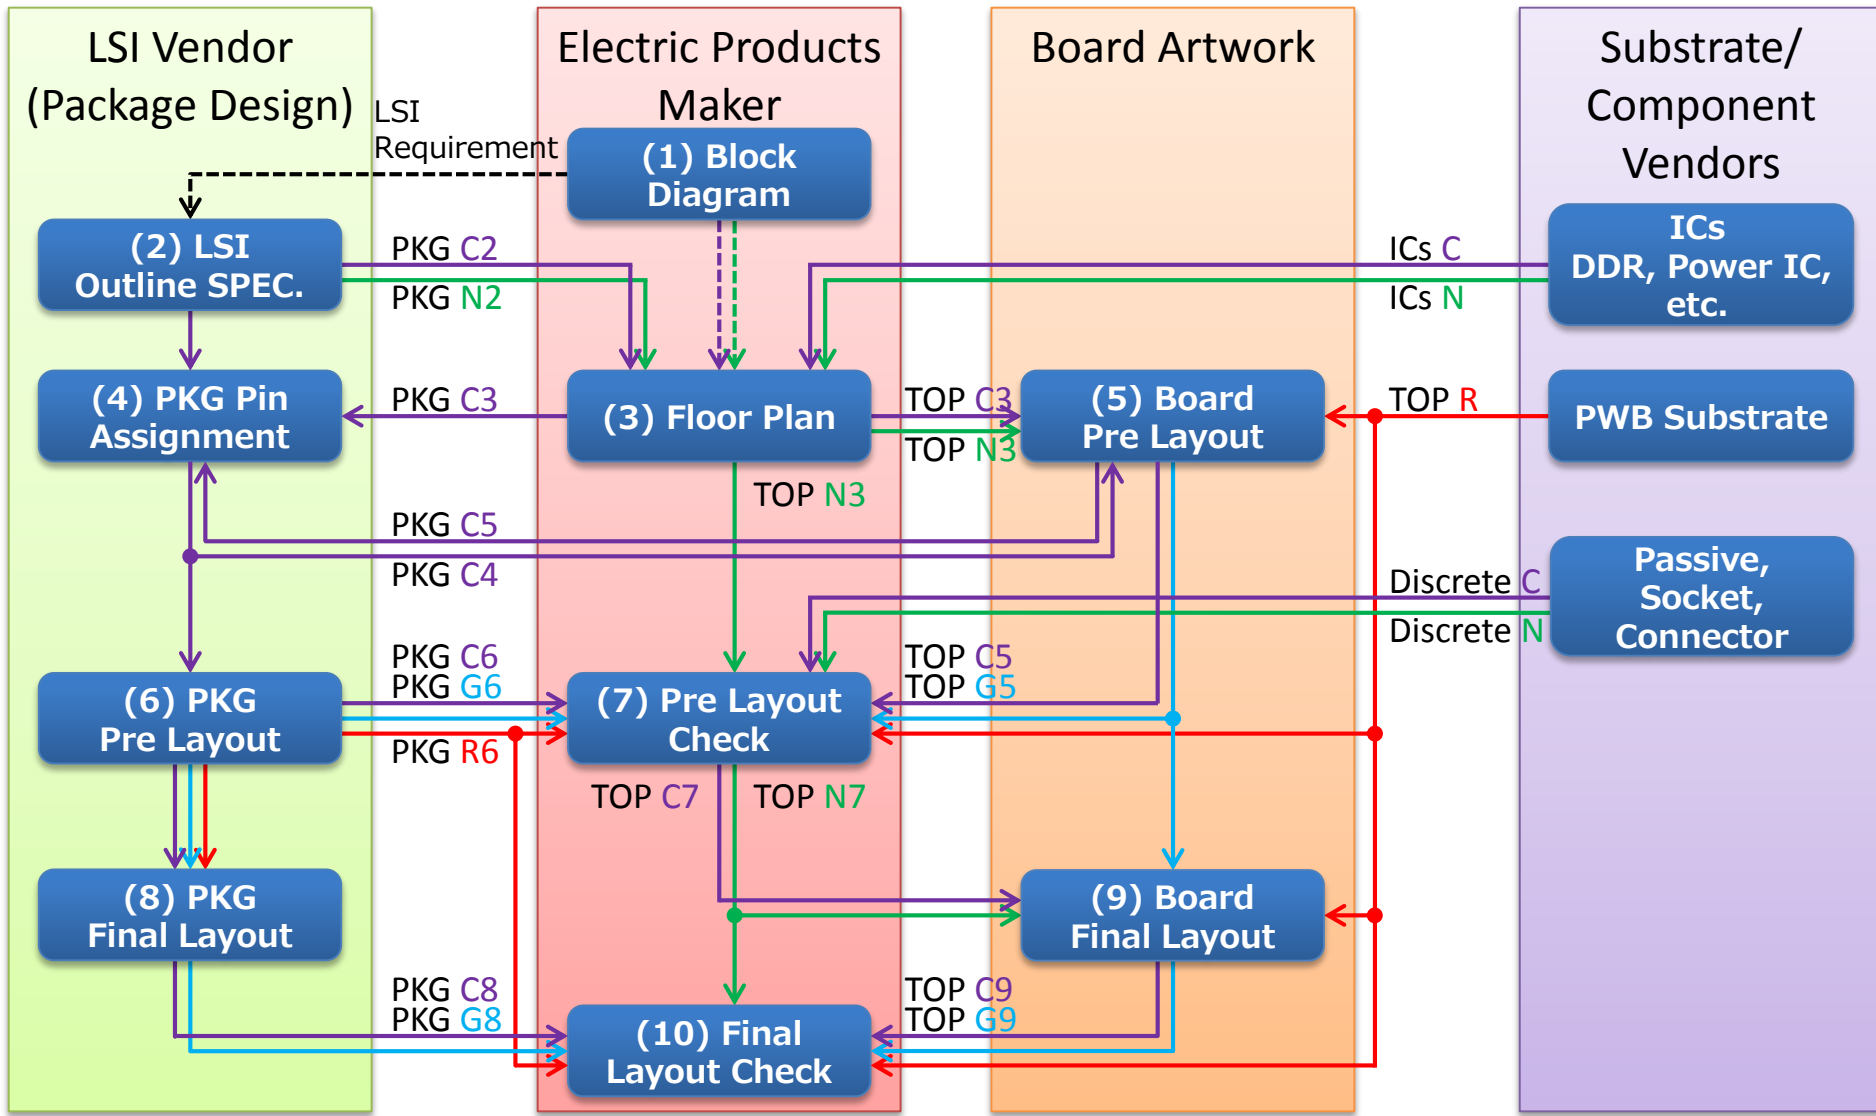 LSI Vendor
(Package Design)
Electric Products
Maker
Board Artwork
Substrate/
Component
Vendors
LSI
Requirement
(1) Block
Diagram
(2) LSI
Outline SPEC.
PKG C2
PKG N2
ICs C
ICs N
ICs
DDR, Power IC,
etc.
(4) PKG Pin
Assignment
PKG C3
(3) Floor Plan
TOP C3
TOP N3
(5) Board
Pre Layout
TOP R
PWB Substrate
TOP N3
PKG C5
PKG C4
Discrete C
Discrete N
Passive,
Socket,
Connector
(6) PKG
Pre Layout
PKG C6
PKG G6
PKG R6
(7) Pre Layout
Check
TOP C5
TOP G5
TOP C7
TOP N7
(8) PKG
Final Layout
(9) Board
Final Layout
PKG C8
PKG G8
(10) Final
Layout Check
TOP C9
TOP G9